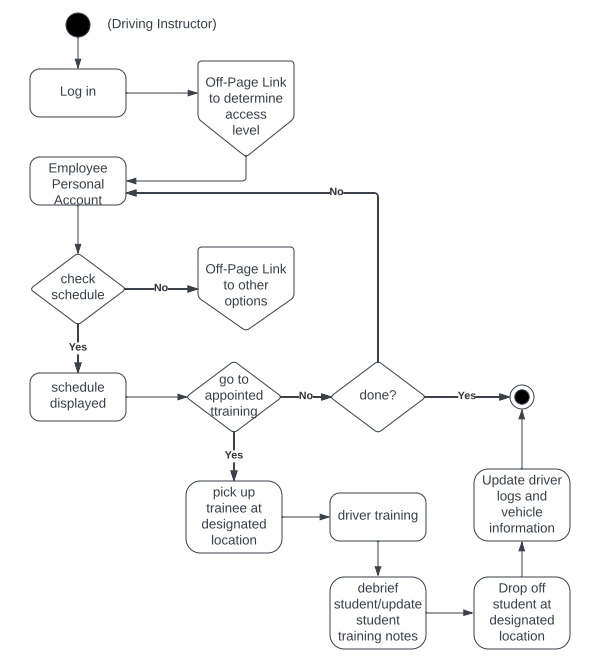 (Driving Instructor)
Log in
Off-Page Link
to determine
access
level
Employee
Personal
Account
No
check
schedule
No
Off-Page Link
to other
options
Yes
schedule
displayed
go to
appointed
ttraining
No
done?
Yes
Yes
pick up
trainee at
designated
location
driver training
debrief
student/update
student
training notes
Drop off
student at
designated
location
Update driver
logs and
vehicle
information